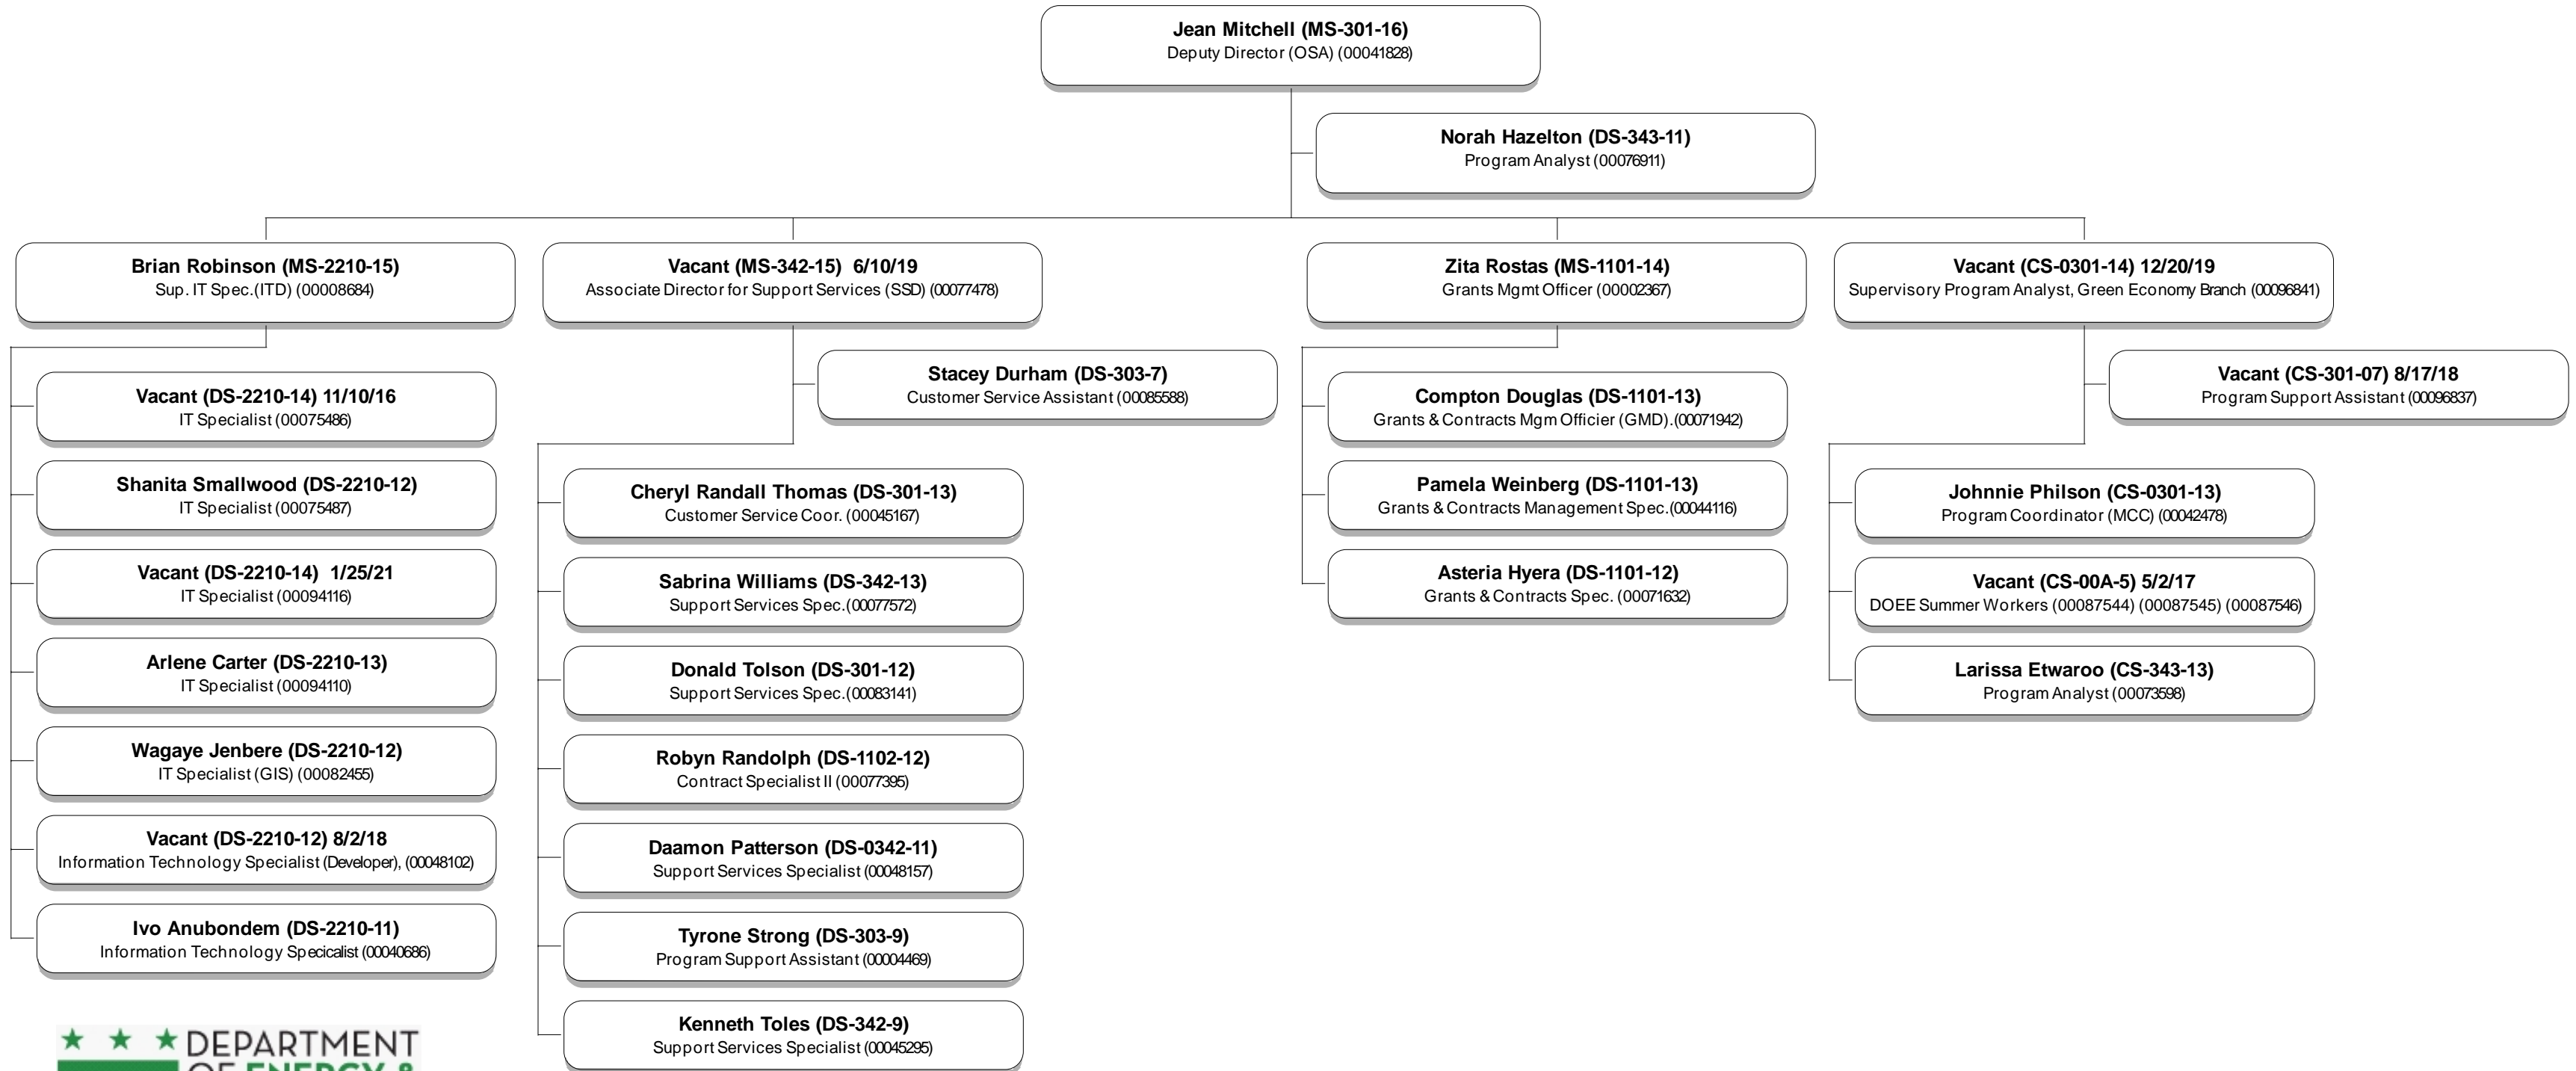 Jean Mitchell (MS-301-16)
Deputy Director (OSA) (00041828)
Norah Hazelton (DS-343-11)
Program Analyst (00076911)
Brian Robinson (MS-2210-15)
Sup. IT Spec.(ITD) (00008684)
Vacant (MS-342-15) 6/10/19
Associate Director for Support Services (SSD) (00077478)
Zita Rostas (MS-1101-14)
Grants Mgmt Officer (00002367)
Vacant (CS-0301-14) 12/20/19
Supervisory Program Analyst, Green Economy Branch (00096841)
Vacant (DS-2210-14) 11/10/16
IT Specialist (00075486)
Shanita Smallwood (DS-2210-12)
IT Specialist (00075487)
Vacant (DS-2210-14) 1/25/21
IT Specialist (00094116)
Arlene Carter (DS-2210-13)
IT Specialist (00094110)
Wagaye Jenbere (DS-2210-12)
IT Specialist (GIS) (00082455)
Vacant (DS-2210-12) 8/2/18
Information Technology Specialist (Developer), (00048102)
Ivo Anubondem (DS-2210-11)
Information Technology Specicalist (00040686)
Stacey Durham (DS-303-7)
Customer Service Assistant (00085588)
Cheryl Randall Thomas (DS-301-13)
Customer Service Coor. (00045167)
Sabrina Williams (DS-342-13)
Support Services Spec.(00077572)
Donald Tolson (DS-301-12)
Support Services Spec.(00083141)
Robyn Randolph (DS-1102-12)
Contract Specialist II (00077395)
Daamon Patterson (DS-0342-11)
Support Services Specialist (00048157)
Tyrone Strong (DS-303-9)
Program Support Assistant (00004469)
Kenneth Toles (DS-342-9)
Support Services Specialist (00045295)
Compton Douglas (DS-1101-13)
Grants & Contracts Mgm Officier (GMD).(00071942)
Pamela Weinberg (DS-1101-13)
Grants & Contracts Management Spec.(00044116)
Asteria Hyera (DS-1101-12)
Grants & Contracts Spec. (00071632)
Vacant (CS-301-07) 8/17/18
Program Support Assistant (00096837)
Johnnie Philson (CS-0301-13)
Program Coordinator (MCC) (00042478)
Vacant (CS-00A-5) 5/2/17
DOEE Summer Workers (00087544) (00087545) (00087546)
Larissa Etwaroo (CS-343-13)
Program Analyst (00073598)
DEPARTMENT
OF ENERGY &